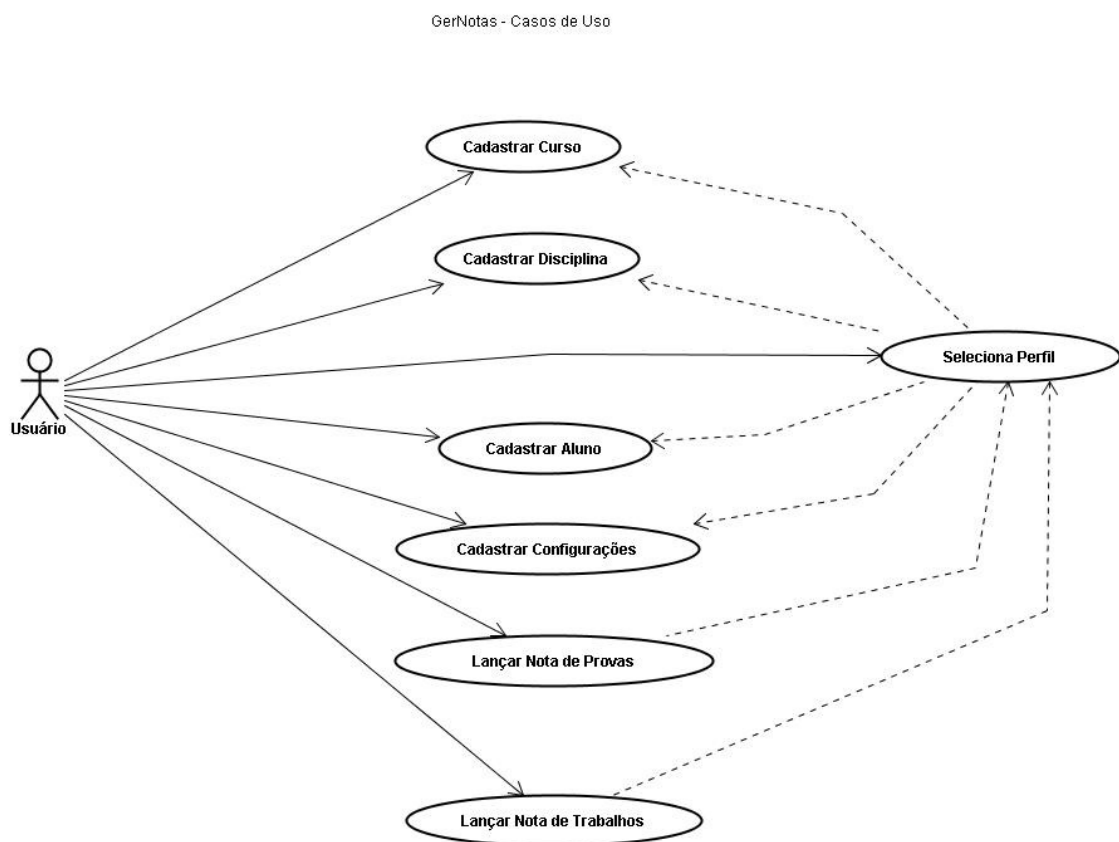 GerNotas - Casos de Uso
Cadastrar Curso
Cadastrar Disciplina
Seleciona Perfil
Usuário
Cadastrar Aluno
Cadastrar Configurações
Lançar Nota de Provas
Lançar Nota de Trabalhos